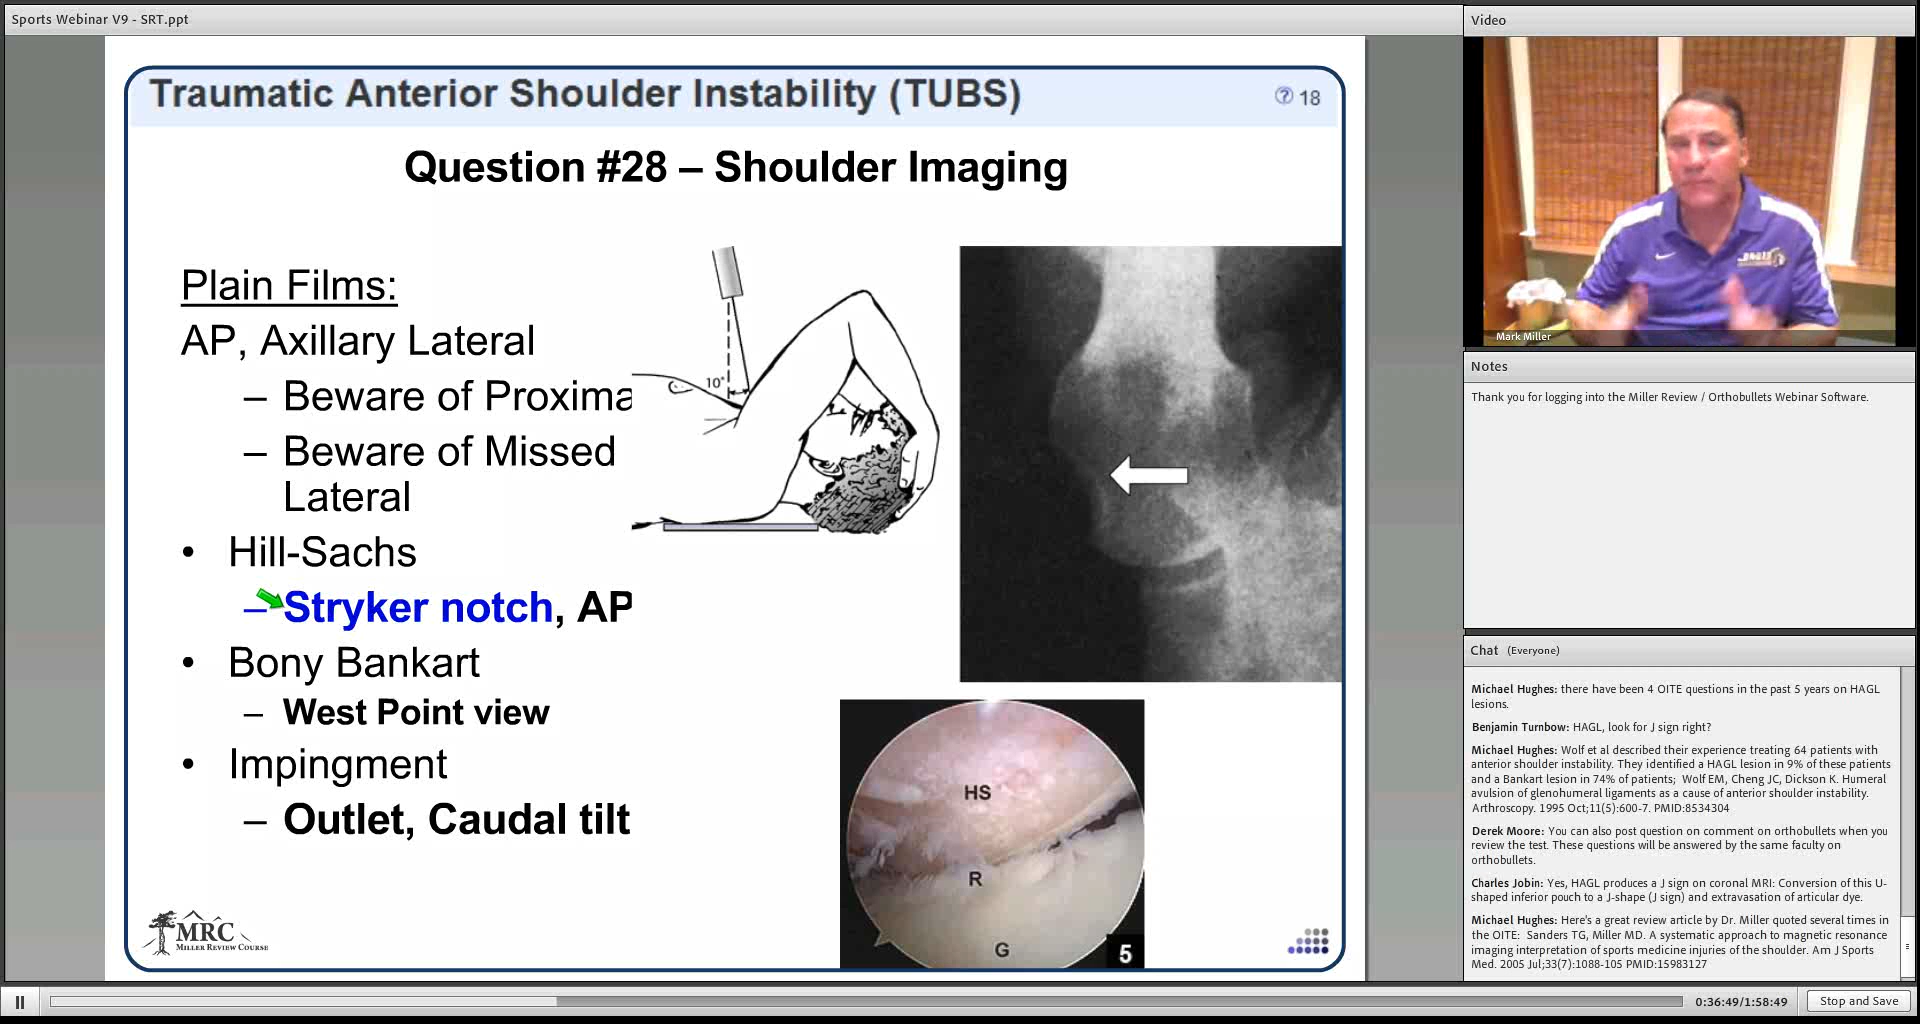 Sports Webinar V9 - SRT.ppt
Traumatic Anterior Shoulder Instability (TUBS)
? 18
Question #28 – Shoulder Imaging
Plain Films:
AP, Axillary Lateral
– Beware of Proxima
– Beware of Missed
Lateral
• Hill-Sachs
– Stryker notch, AP
• Bony Bankart
– West Point view
• Impingment
– Outlet, Caudal tilt
10°
HS
R
G
5
MRC
MILLER REVIEW COURSE
Video
Mark Miller
Notes
Thank you for logging into the Miller Review / Orthobullets Webinar Software.
Chat (Everyone)
Michael Hughes: there have been 4 OITE questions in the past 5 years on HAGL
lesions.
Benjamin Turnbow: HAGL, look for J sign right?
Michael Hughes: Wolf et al described their experience treating 64 patients with
anterior shoulder instability. They identified a HAGL lesion in 9% of these patients
and a Bankart lesion in 74% of patients; Wolf EM, Cheng JC, Dickson K. Humeral
avulsion of glenohumeral ligaments as a cause of anterior shoulder instability.
Arthroscopy. 1995 Oct;11(5):600-7. PMID:8534304
Derek Moore: You can also post question on comment on orthobullets when you
review the test. These questions will be answered by the same faculty on
orthobullets.
Charles Jobin: Yes, HAGL produces a J sign on coronal MRI: Conversion of this U-
shaped inferior pouch to a J-shape (J sign) and extravasation of articular dye.
Michael Hughes: Here's a great review article by Dr. Miller quoted several times in
the OITE: Sanders TG, Miller MD. A systematic approach to magnetic resonance
imaging interpretation of sports medicine injuries of the shoulder. Am J Sports
Med. 2005 Jul;33(7):1088-105 PMID:15983127
0:36:49/1:58:49
Stop and Save